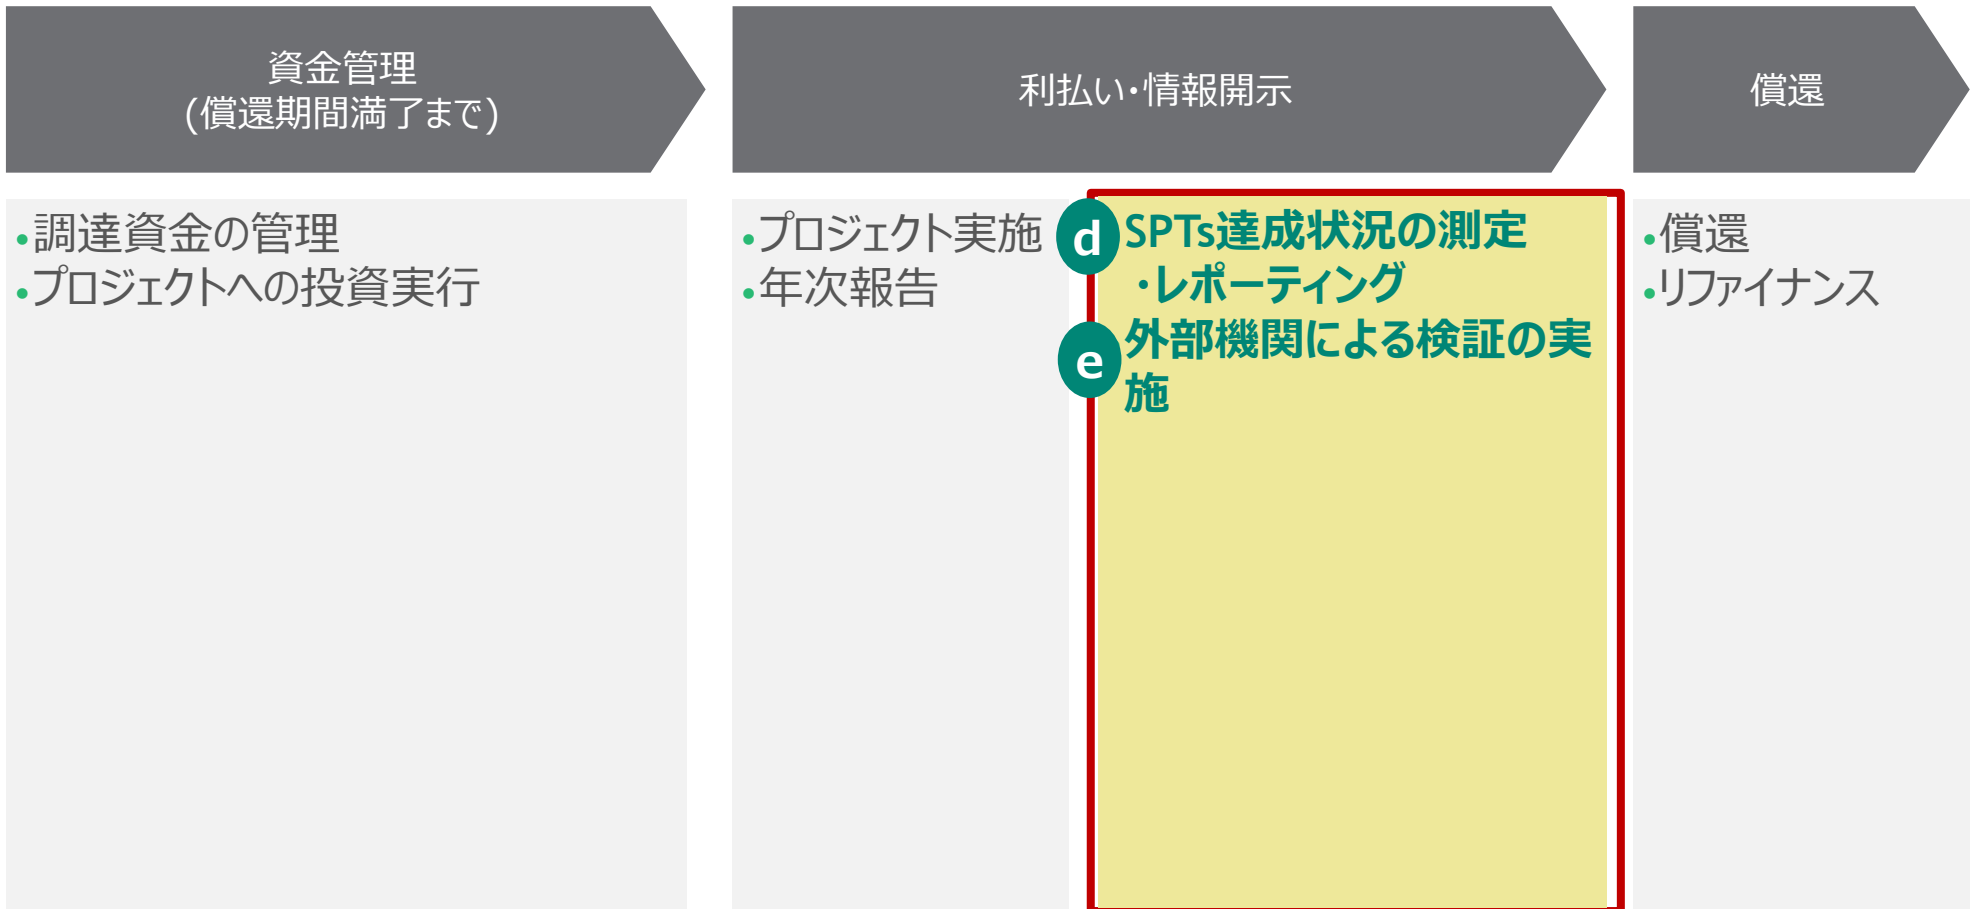 資金管理
(償還期間満了まで)
利払い・情報開示
償還
•調達資金の管理
•プロジェクトへの投資実行
•プロジェクト実施
•年次報告
d SPTs達成状況の測定
・レポーティング
e 外部機関による検証の実
施
•償還
•リファイナンス